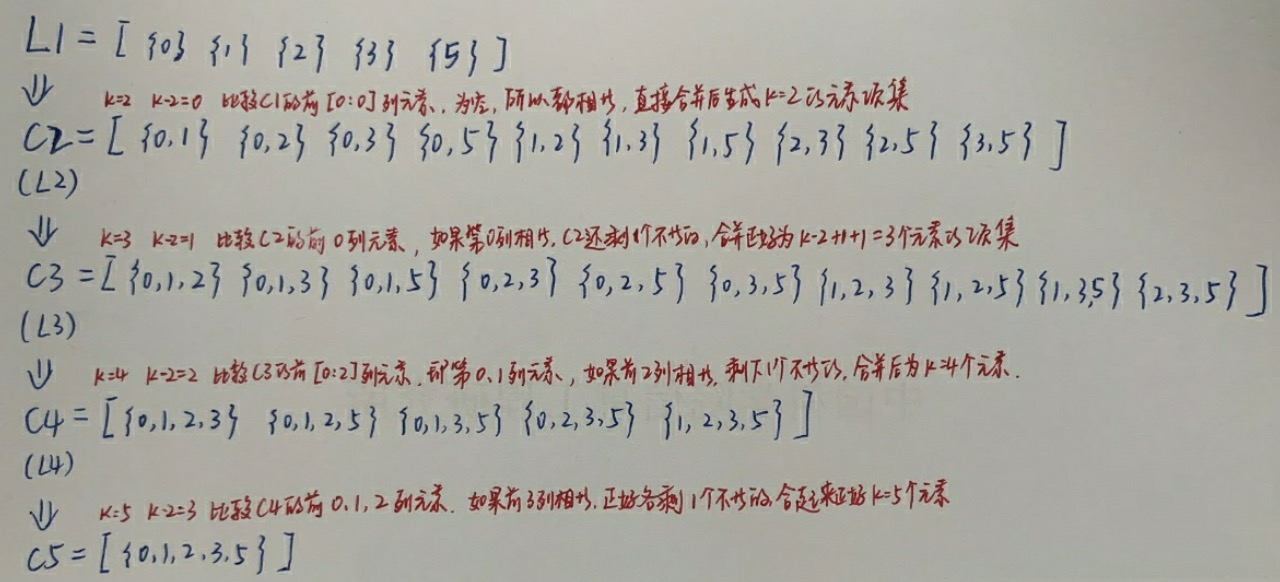 L1 = [ {0} {1} {2} {3} {5} ]
⇓ k=2 k-2=0 比较C1的前[0:0]列元素,为空,所以都相当,直接合并后生成k=2的元素项集
C2 = [ {0,1} {0,2} {0,3} {0,5} {1,2} {1,3} {1,5} {2,3} {2,5} {3,5} ]
(L2)
⇓ k=3 k-2=1 比较C2的前0列元素,如果第0列相当,C2还剩1个不当的,合并正好为k-2+1+1=3个元素的项集
C3 = [ {0,1,2} {0,1,3} {0,1,5} {0,2,3} {0,2,5} {0,3,5} {1,2,3} {1,2,5} {1,3,5} {2,3,5} ]
(L3)
⇓ k=4 k-2=2 比较C3的前[0:2]列元素,即第0.1列元素,如果前2列相当,剩下1个不当的,合并后为k=4个元素.
C4 = [ {0,1,2,3} {0,1,2,5} {0,1,3,5} {0,2,3,5} {1,2,3,5} ]
(L4)
⇓ k=5 k-2=3 比较C4的前0.1,2列元素.如果前3列相当,正好各剩1个不当的,合起来正好k=5个元素
C5 = [ {0,1,2,3,5} ]